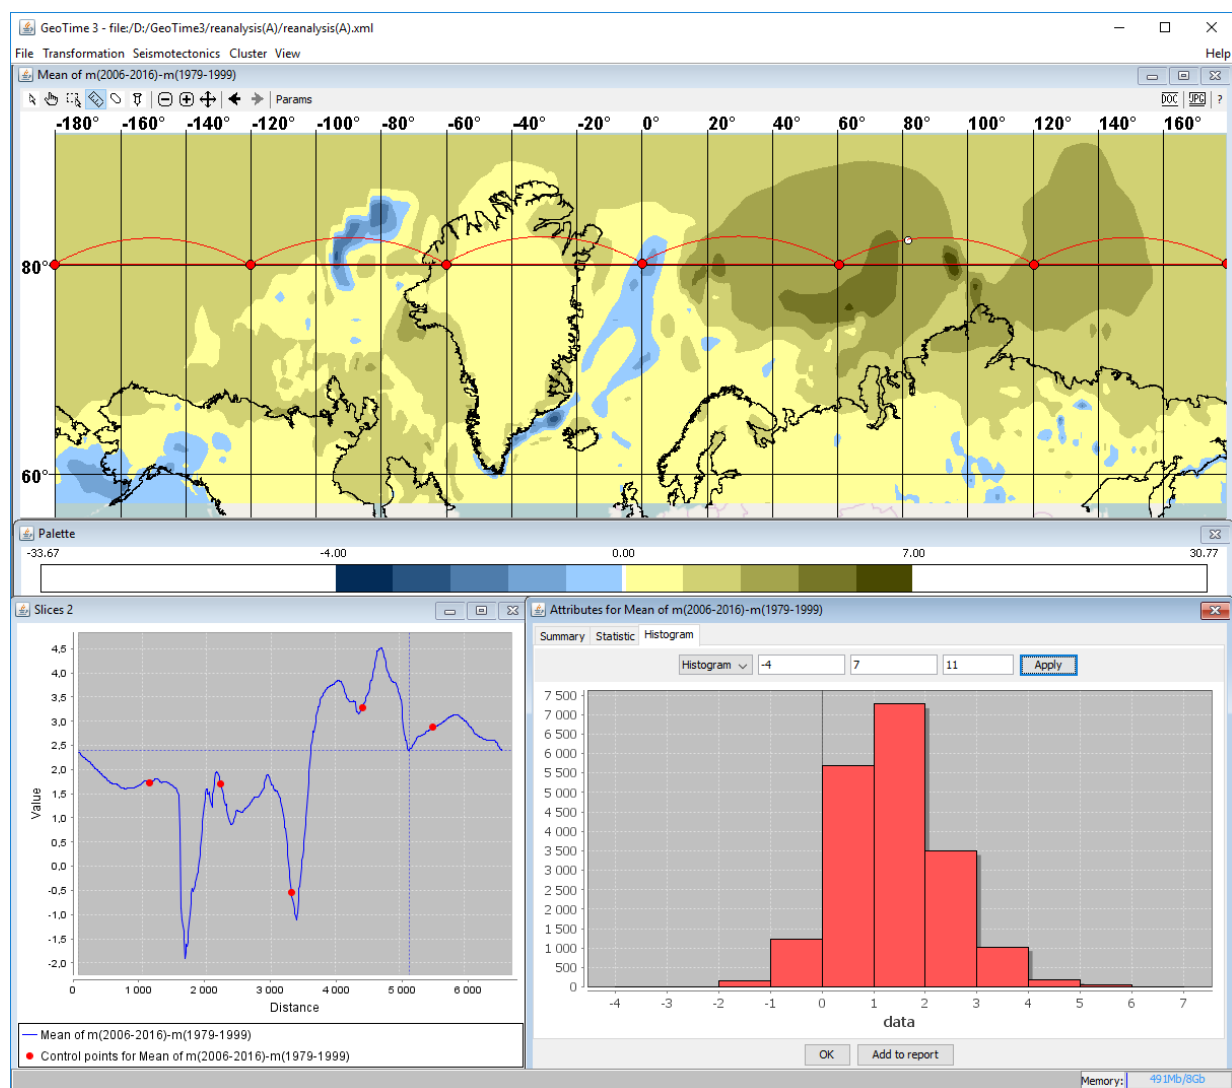 GeoTime 3 - file:/D:/GeoTime3/reanalysis(A)/reanalysis(A).xml
File Transformation Seismotectonics Cluster View Help
Mean of m(2006-2016)-m(1979-1999)
Params DOC JPG ?
-180° -160° -140° -120° -100° -80° -60° -40° -20° 0° 20° 40° 60° 80° 100° 120° 140° 160°
80°
60°
Palette
-33.67 -4.00 0.00 7.00 30.77
Slices 2
4,5
4,0
3,5
3,0
2,5
2,0
1,5
1,0
0,5
0,0
-0,5
-1,0
-1,5
-2,0
Value
0 1 000 2 000 3 000 4 000 5 000 6 000
Distance
Mean of m(2006-2016)-m(1979-1999)
Control points for Mean of m(2006-2016)-m(1979-1999)
Attributes for Mean of m(2006-2016)-m(1979-1999)
Summary Statistic Histogram
Histogram -4 7 11 Apply
7 500
7 000
6 500
6 000
5 500
5 000
4 500
4 000
3 500
3 000
2 500
2 000
1 500
1 000
500
0
-4 -3 -2 -1 0 1 2 3 4 5 6 7
data
OK Add to report
Memory: 491Mb/8Gb